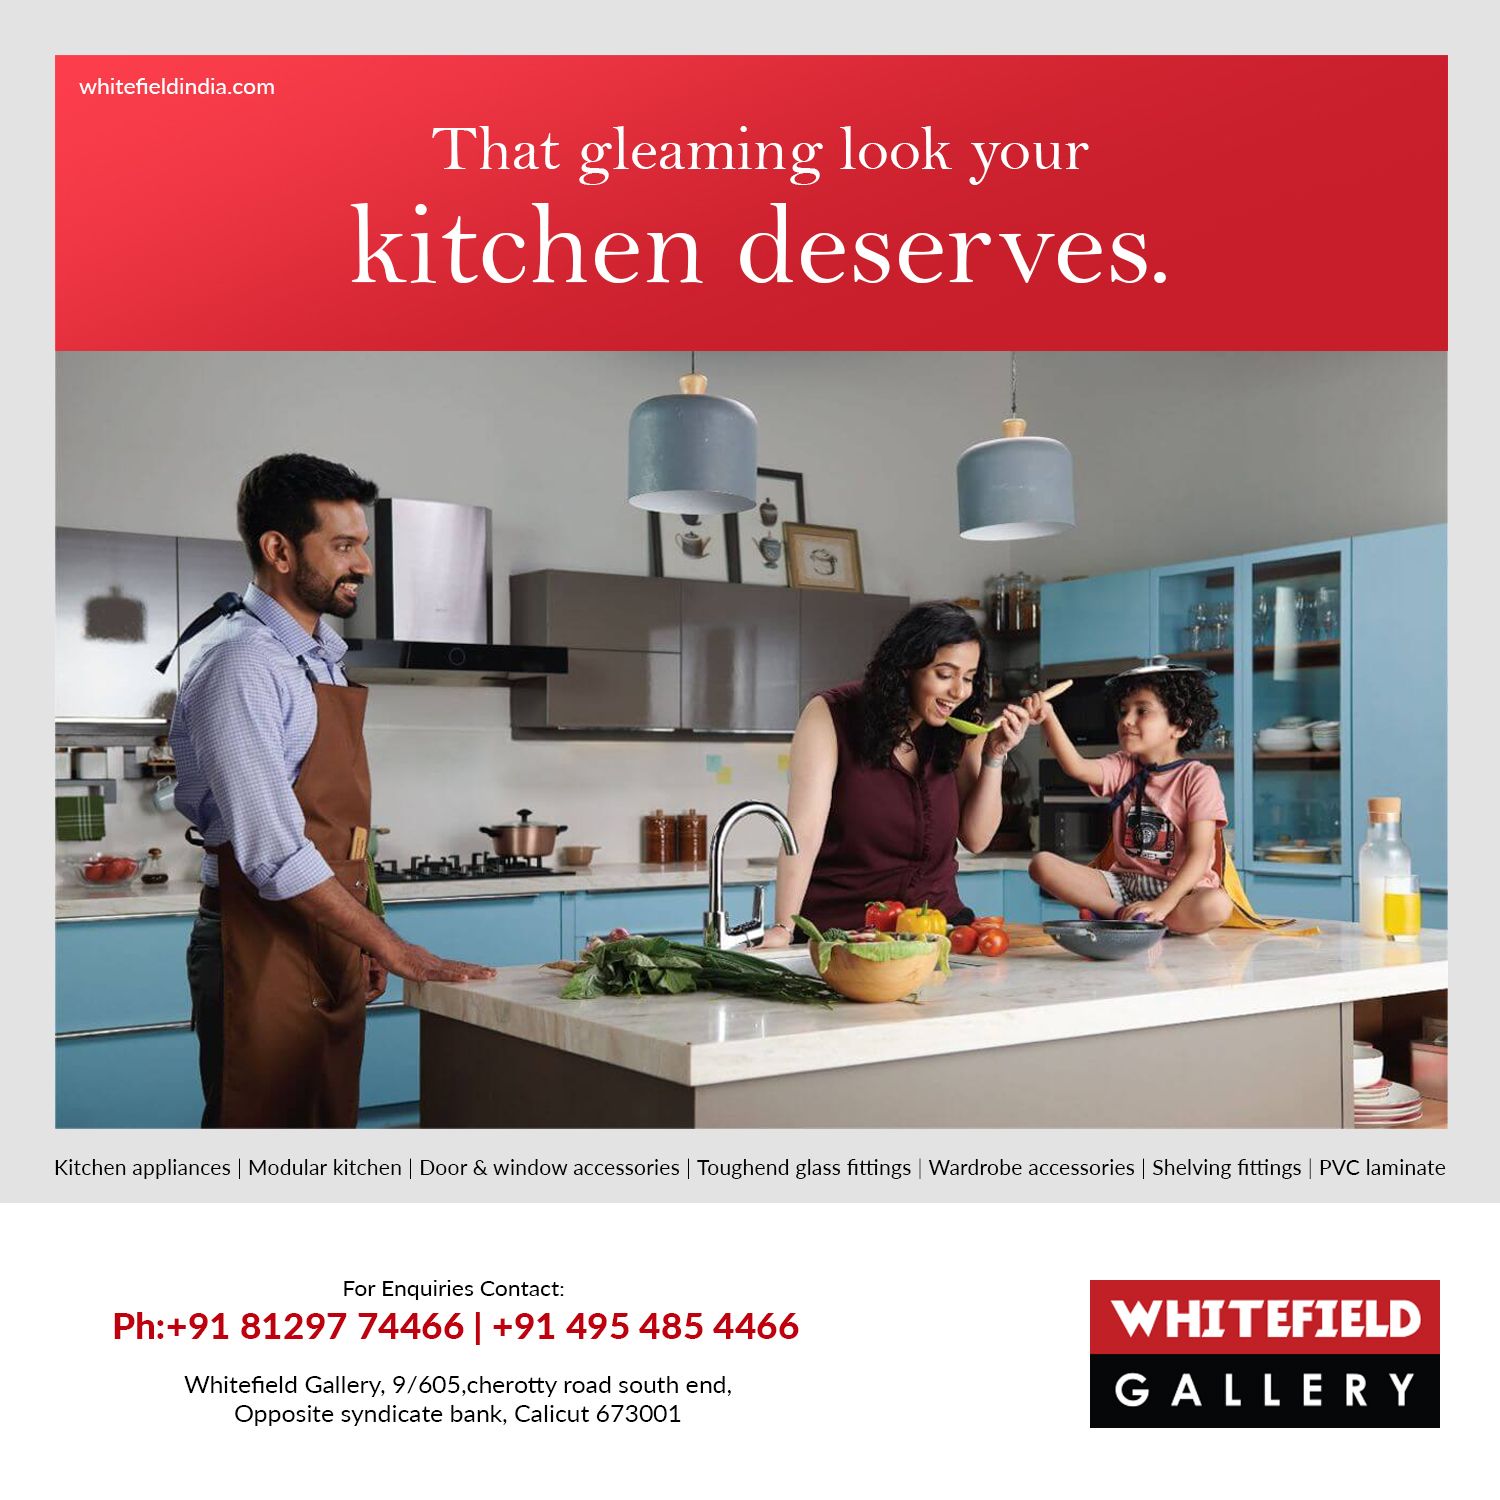 whitefieldindia.com
That gleaming look your
kitchen deserves.
Kitchen appliances | Modular kitchen | Door & window accessories | Toughend glass fittings | Wardrobe accessories | Shelving fittings | PVC laminate
For Enquiries Contact:
Ph:+91 81297 74466 | +91 495 485 4466
Whitefield Gallery, 9/605,cherotty road south end,
Opposite syndicate bank, Calicut 673001
WHITEFIELD
GALLERY